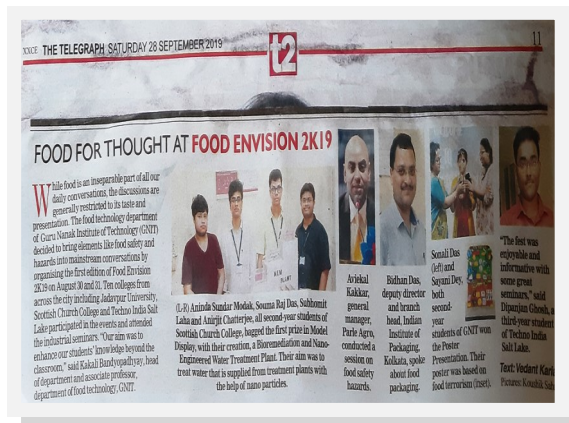 XXCE THE TELEGRAPH SATURDAY 28 SEPTEMBER 2019
t2
11
FOOD FOR THOUGHT AT FOOD ENVISION 2K19
While food is an inseparable part of all our
daily conversations, the discussions are
generally restricted to its taste and
presentation. The food technology department
of Guru Nanak Institute of Technology (GNIT)
decided to bring elements like food safety and
hazards into mainstream conversations by
organising the first edition of Food Envision
2K19 on August 30 and 31. Ten colleges from
across the city including Jadavpur University,
Scottish Church College and Techno India Salt
Lake participated in the events and attended
the industrial seminars. "Our aim was to
enhance our students' knowledge beyond the
classroom," said Kakali Bandyopadhyay, head
of department and associate professor,
department of food technology, GNIT.
(L-R) Aninda Sundar Modak, Souma Raj Das, Subhomit
Laha and Anirjit Chatterjee, all second-year students of
Scottish Church College, bagged the first prize in Model
Display, with their creation, a Bioremediation and Nano-
Engineered Water Treatment Plant. Their aim was to
treat water that is supplied from treatment plants with
the help of nano particles.
Aviekal
Kakkar,
general
manager,
Parle Agro,
conducted a
session on
food safety
hazards.
Bidhan Das,
deputy director
and branch
head, Indian
Institute of
Packaging,
Kolkata, spoke
about food
packaging.
Sonali Das
(left) and
Sayani Dey,
both
second-
year
students of GNIT won
the Poster
Presentation. Their
poster was based on
food terrorism (inset).
"The fest was
enjoyable and
informative with
some great
seminars," said
Dipanjan Ghosh, a
third-year student
of Techno India
Salt Lake.
Text: Vedant
Pictures: Koushik